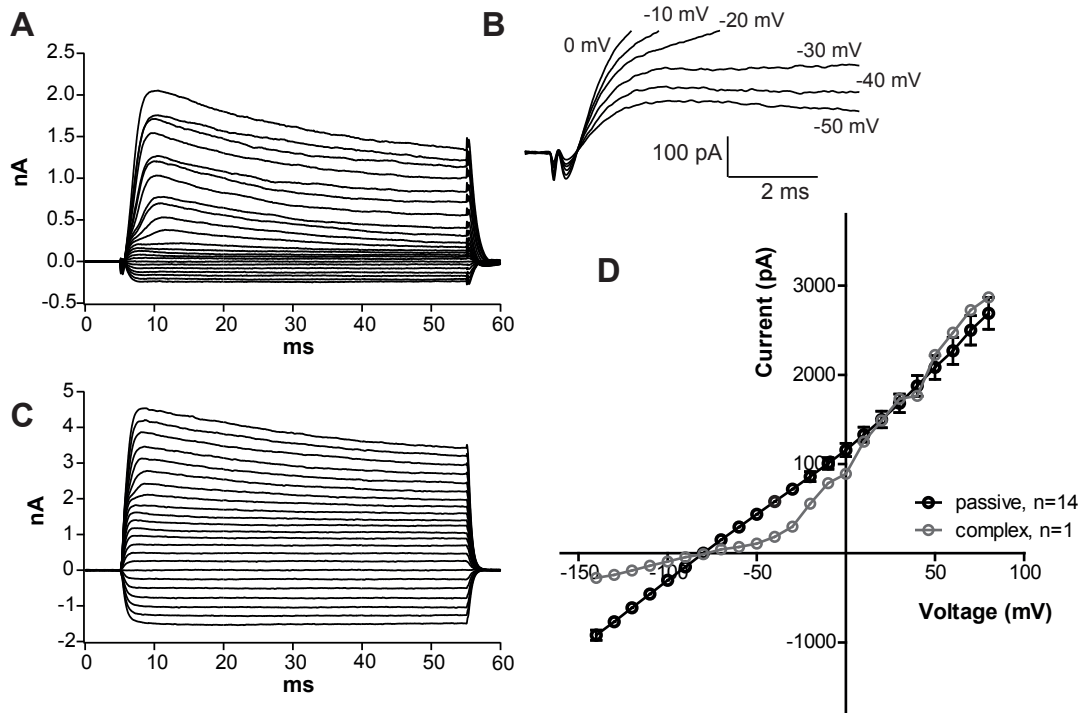 A
2.5
2.0
1.5
1.0
0.5
0.0
-0.5
nA
0 10 20 30 40 50 60
ms
B
0 mV
-10 mV
-20 mV
-30 mV
-40 mV
-50 mV
100 pA
2 ms
C
5
4
3
2
1
0
-1
-2
nA
0 10 20 30 40 50 60
ms
D
Current (pA)
3000
2000
1000
-1000
-150 -100 -50 50 100
Voltage (mV)
passive, n=14
complex, n=1